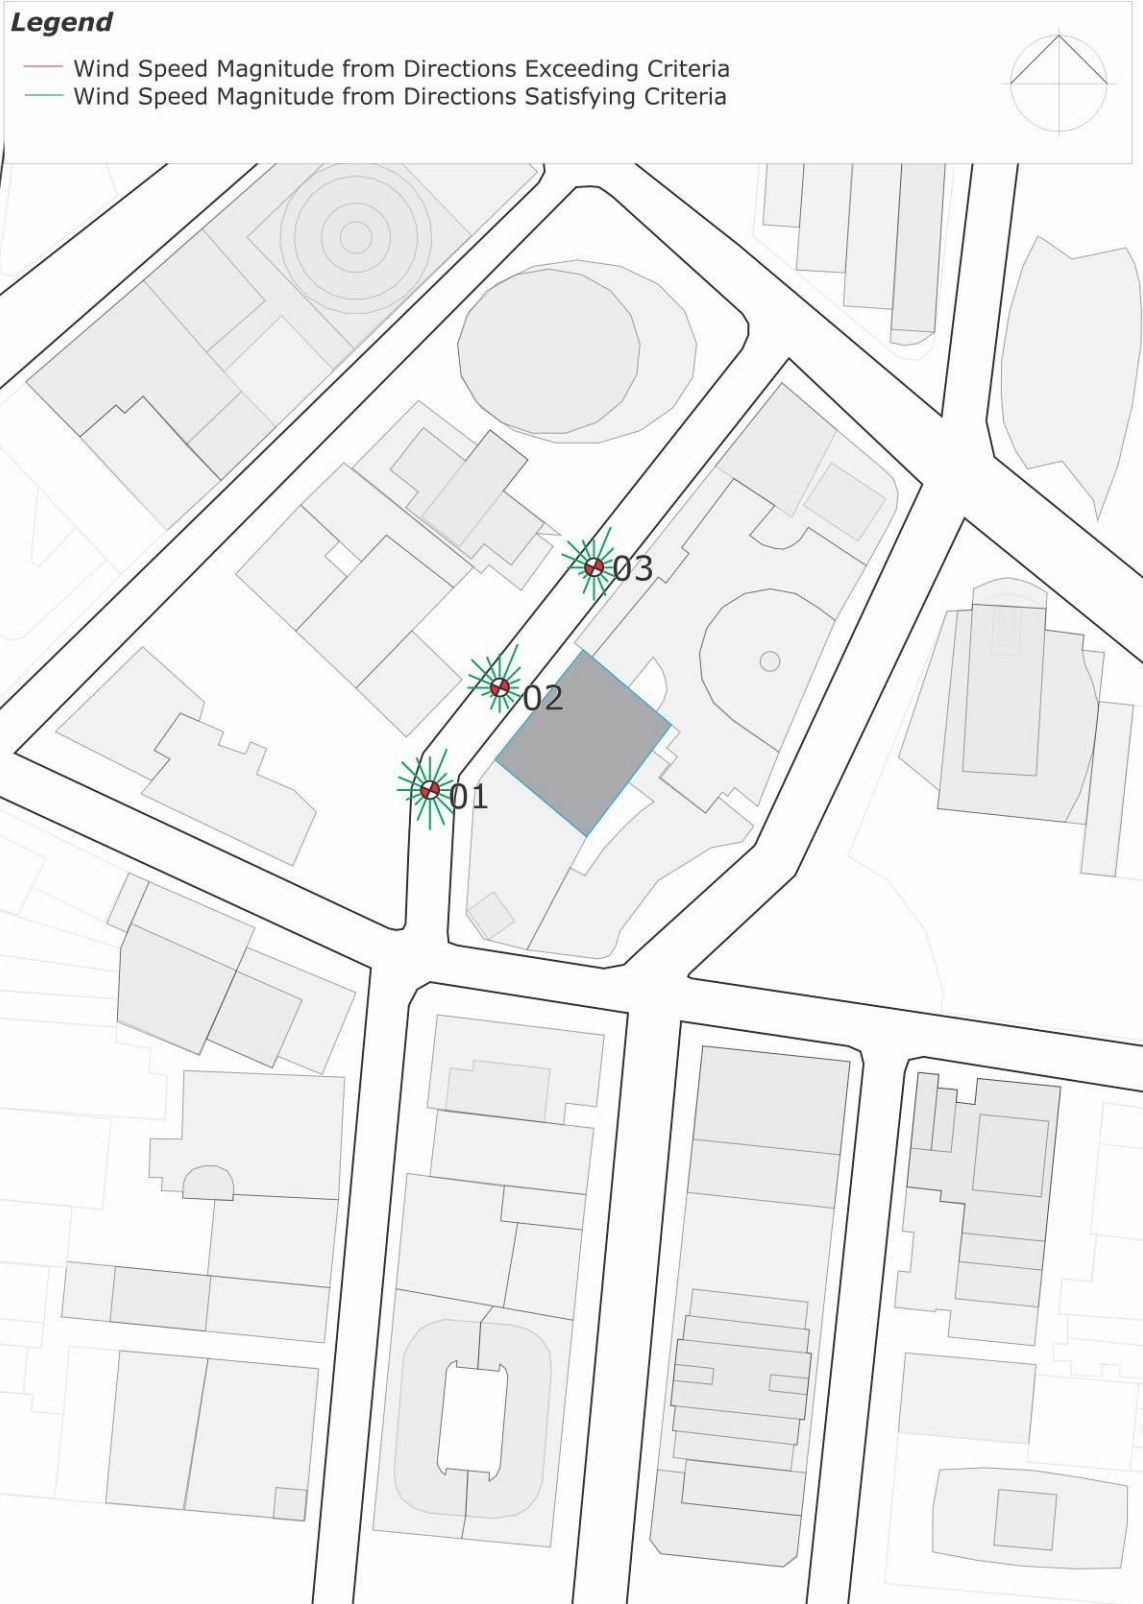 Legend
Wind Speed Magnitude from Directions Exceeding Criteria
Wind Speed Magnitude from Directions Satisfying Criteria
03
02
01